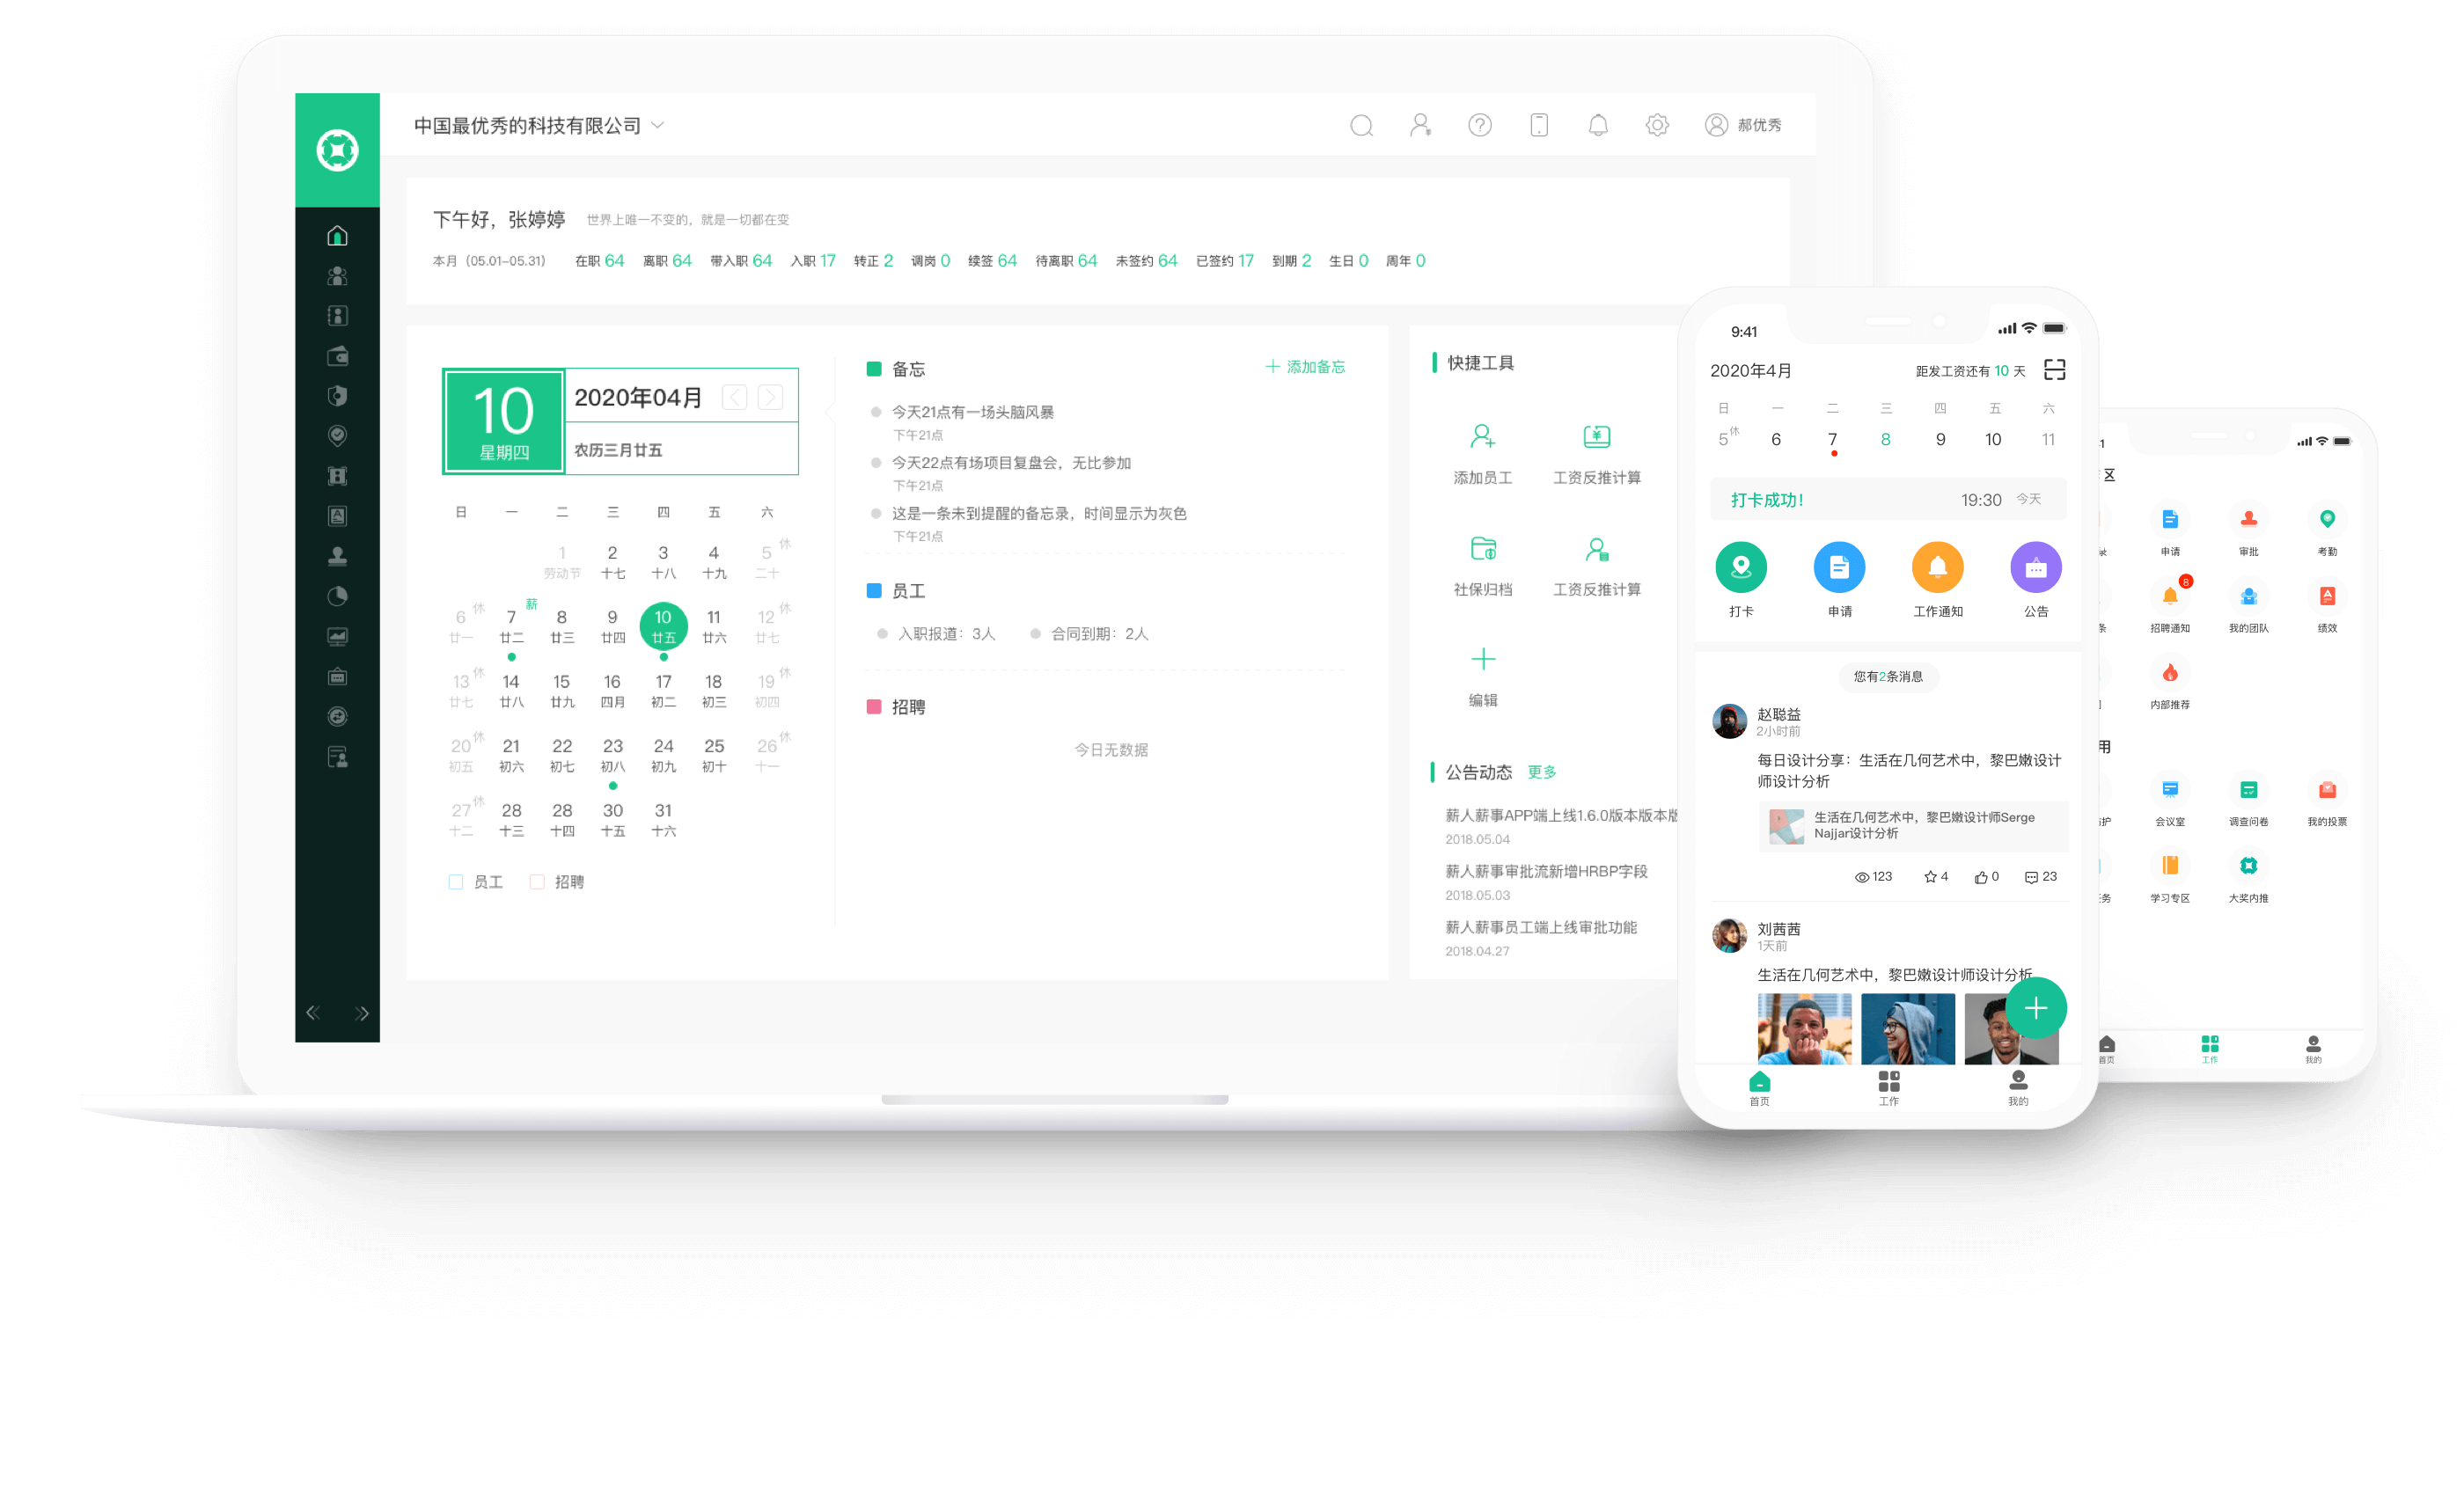 中国最优秀的科技有限公司
郝优秀
下午好，张婷婷 世界上唯一不变的，就是一切都在变
本月（05.01-05.31） 在职 64 离职 64 带入职 64 入职 17 转正 2 调岗 0 续签 64 待离职 64 未签约 64 已签约 17 到期 2 生日 0 周年 0
10
星期四
2020年04月
农历三月廿五
日 一 二 三 四 五 六
1 2 3 4 5 休
劳动节 十七 十八 十九 二十
6 休 7 薪 8 9 10 11 12 休
廿一 廿二 廿三 廿四 廿五 廿六 廿七
13 休 14 15 16 17 18 19 休
廿七 廿八 廿九 四月 初二 初三 初四
20 休 21 22 23 24 25 26 休
初五 初六 初七 初八 初九 初十 十一
27 休 28 28 30 31
十二 十三 十四 十五 十六
员工 招聘
备忘
添加备忘
今天21点有一场头脑风暴
下午21点
今天22点有场项目复盘会，无比参加
下午21点
这是一条未到提醒的备忘录，时间显示为灰色
下午21点
员工
入职报道：3人 合同到期：2人
招聘
今日无数据
快捷工具
添加员工 工资反推计算
社保归档 工资反推计算
编辑
公告动态 更多
薪人薪事APP端上线1.6.0版本版本版
2018.05.04
薪人薪事审批流新增HRBP字段
2018.05.03
薪人薪事员工端上线审批功能
2018.04.27
9:41
2020年4月 距发工资还有 10 天
日 一 二 三 四 五 六
5 休 6 7 8 9 10 11
打卡成功！ 19:30 今天
打卡 申请 工作通知 公告
您有2条消息
赵聪益
2小时前
每日设计分享：生活在几何艺术中，黎巴嫩设计
师设计分析
生活在几何艺术中，黎巴嫩设计师Serge
Najjar设计分析
123 4 0 23
刘茜茜
1天前
生活在几何艺术中，黎巴嫩设计师设计分析
首页 工作 我的
区
申请 审批 考勤
8
条 招聘通知 我的团队 绩效
内部推荐
用
护 会议室 调查问卷 我的投票
务 学习专区 大奖内推
首页 工作 我的